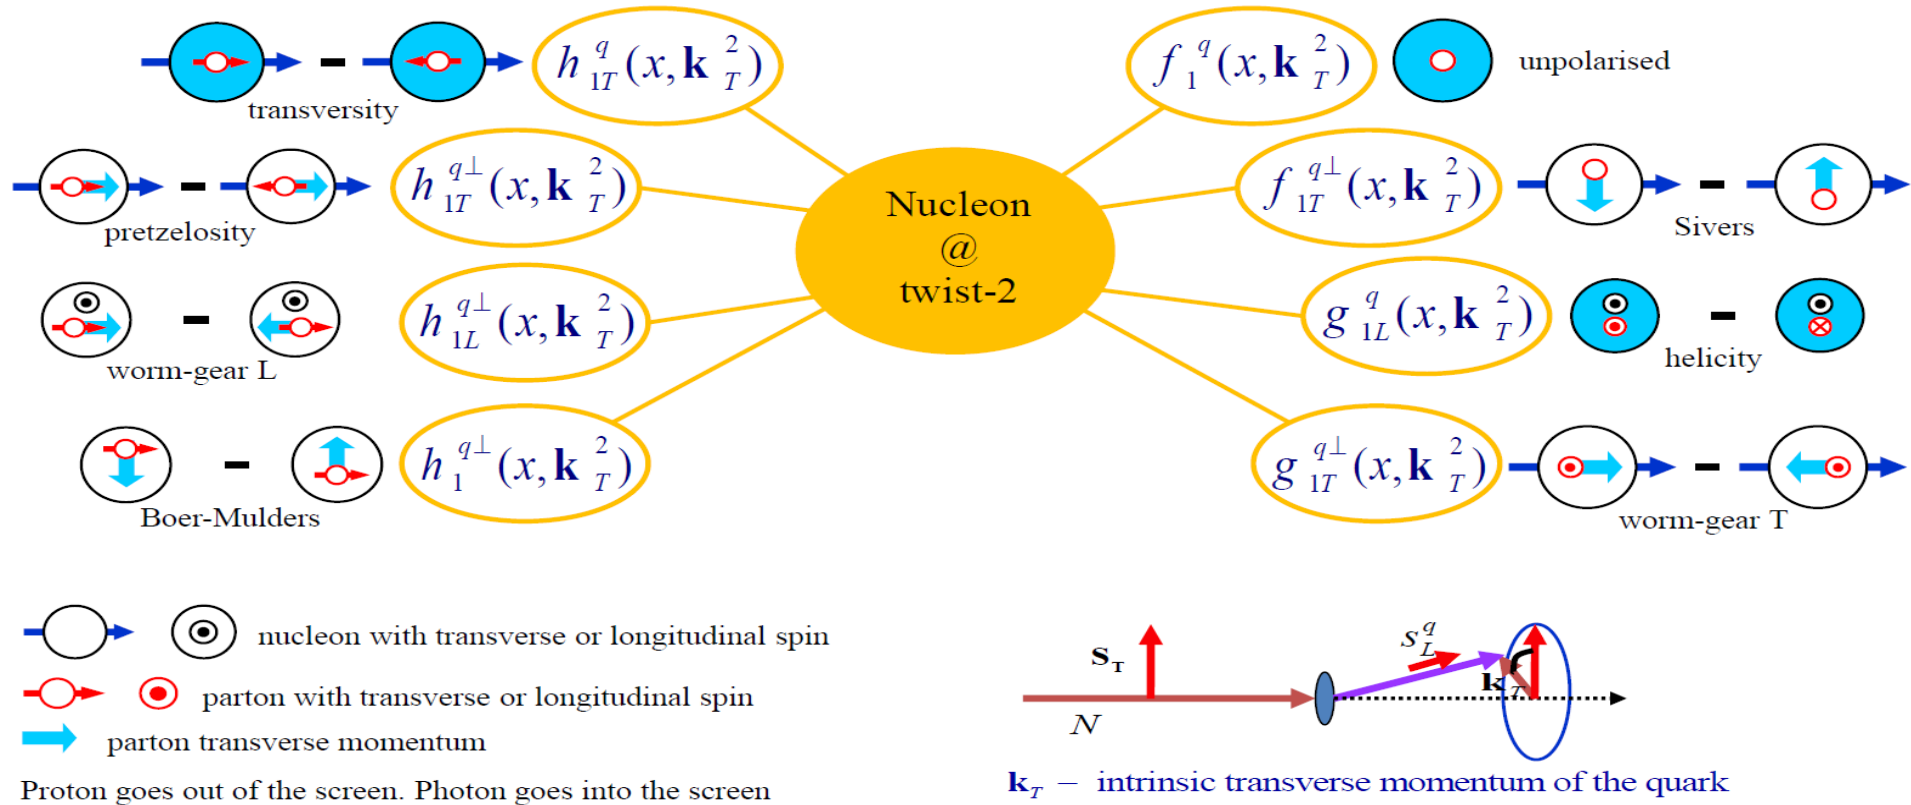 h_{1T}^{q}(x, k_T^2)
f_1^q(x, k_T^2)
unpolarised
transversity
h_{1T}^{q⊥}(x, k_T^2)
pretzelosity
Nucleon
@
twist-2
f_{1T}^{q⊥}(x, k_T^2)
Sivers
h_{1L}^{q⊥}(x, k_T^2)
worm-gear L
g_{1L}^{q}(x, k_T^2)
helicity
h_1^{q⊥}(x, k_T^2)
Boer-Mulders
g_{1T}^{q⊥}(x, k_T^2)
worm-gear T
nucleon with transverse or longitudinal spin
parton with transverse or longitudinal spin
parton transverse momentum
Proton goes out of the screen. Photon goes into the screen
S_T
s_L^q
k_T
N
k_T – intrinsic transverse momentum of the quark